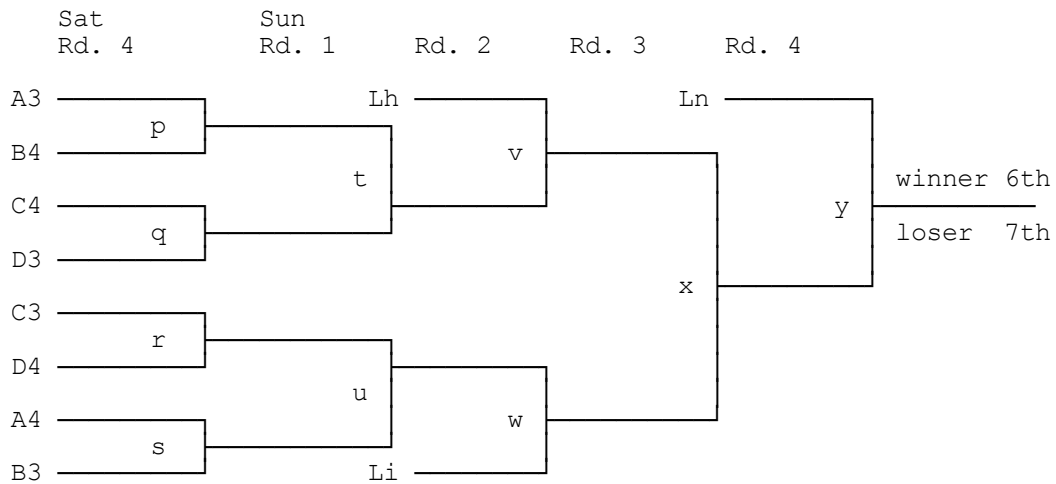 Sat Sun
Rd. 4 Rd. 1 Rd. 2 Rd. 3 Rd. 4
A3 Lh Ln
p
B4 v
t winner 6th
C4 y
q loser 7th
D3
x
C3
r
D4
u
A4 w
s
B3 Li